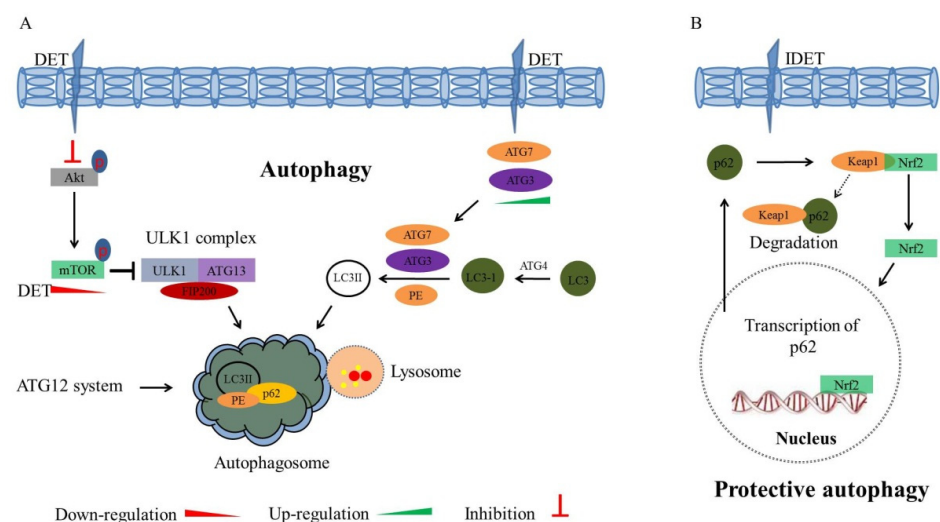 A
DET
DET
p
Akt
Autophagy
ATG7
ATG3
p
mTOR
DET
ULK1 complex
ULK1
ATG13
FIP200
ATG7
ATG3
PE
LC3II
LC3-1
ATG4
LC3
ATG12 system
LC3II
PE
p62
Lysosome
Autophagosome
Down-regulation
Up-regulation
Inhibition
B
IDET
p62
Keap1
Nrf2
Keap1
p62
Degradation
Nrf2
Transcription of
p62
Nrf2
Nucleus
Protective autophagy